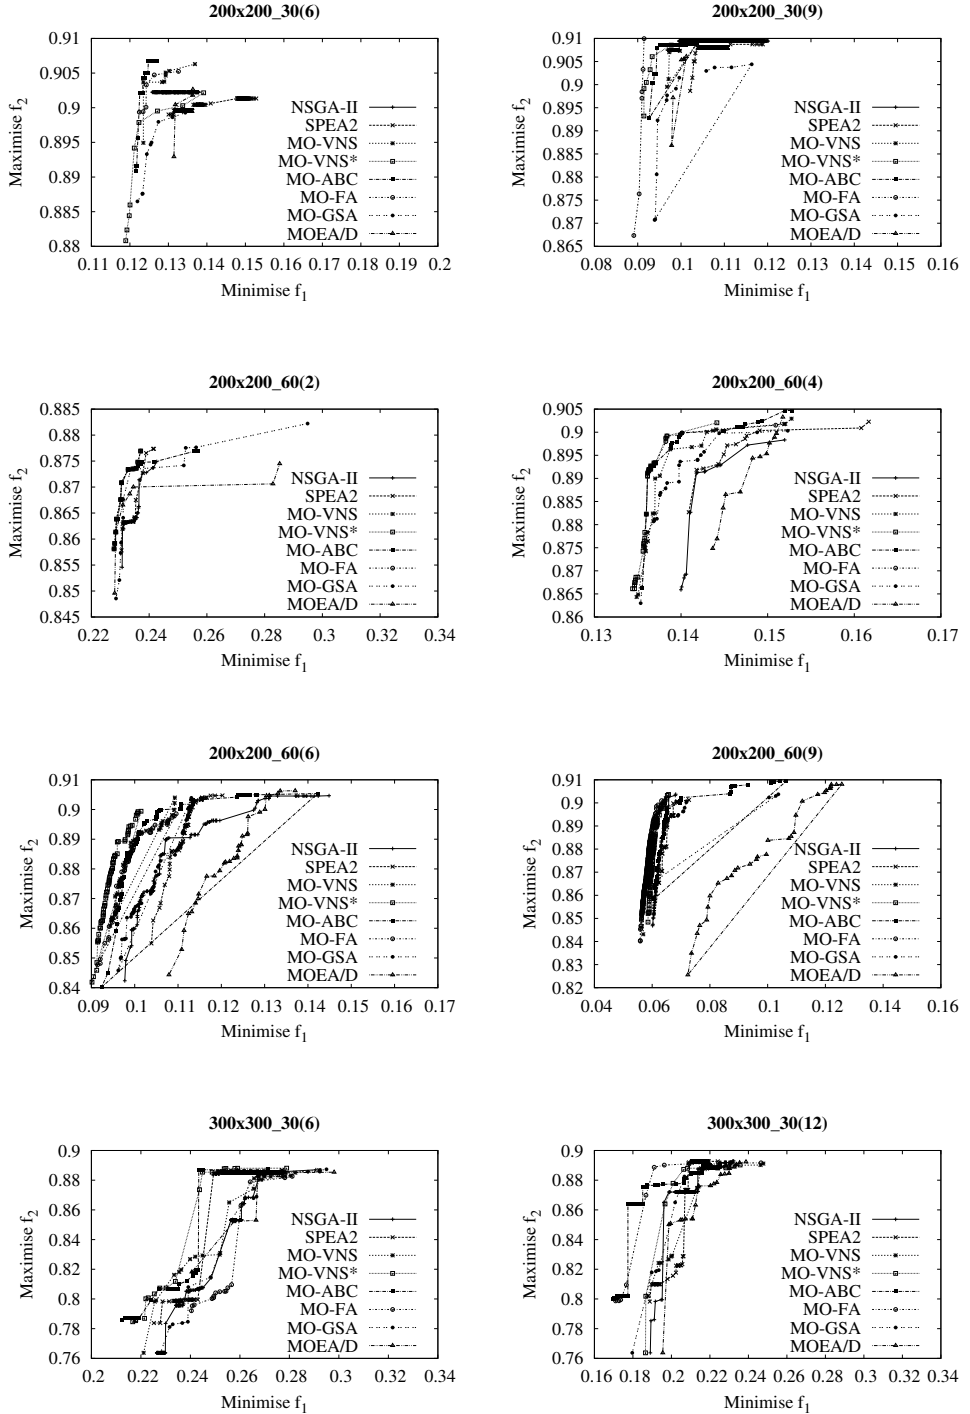 200x200_30(6)
Maximise f2
0.91
0.905
0.9
0.895
0.89
0.885
0.88
NSGA-II
SPEA2
MO-VNS
MO-VNS*
MO-ABC
MO-FA
MO-GSA
MOEA/D
0.11 0.12 0.13 0.14 0.15 0.16 0.17 0.18 0.19 0.2
Minimise f1
200x200_30(9)
Maximise f2
0.91
0.905
0.9
0.895
0.89
0.885
0.88
0.875
0.87
0.865
NSGA-II
SPEA2
MO-VNS
MO-VNS*
MO-ABC
MO-FA
MO-GSA
MOEA/D
0.08 0.09 0.1 0.11 0.12 0.13 0.14 0.15 0.16
Minimise f1
200x200_60(2)
Maximise f2
0.885
0.88
0.875
0.87
0.865
0.86
0.855
0.85
0.845
NSGA-II
SPEA2
MO-VNS
MO-VNS*
MO-ABC
MO-FA
MO-GSA
MOEA/D
0.22 0.24 0.26 0.28 0.3 0.32 0.34
Minimise f1
200x200_60(4)
Maximise f2
0.905
0.9
0.895
0.89
0.885
0.88
0.875
0.87
0.865
0.86
NSGA-II
SPEA2
MO-VNS
MO-VNS*
MO-ABC
MO-FA
MO-GSA
MOEA/D
0.13 0.14 0.15 0.16 0.17
Minimise f1
200x200_60(6)
Maximise f2
0.91
0.9
0.89
0.88
0.87
0.86
0.85
0.84
NSGA-II
SPEA2
MO-VNS
MO-VNS*
MO-ABC
MO-FA
MO-GSA
MOEA/D
0.09 0.1 0.11 0.12 0.13 0.14 0.15 0.16 0.17
Minimise f1
200x200_60(9)
Maximise f2
0.91
0.9
0.89
0.88
0.87
0.86
0.85
0.84
0.83
0.82
NSGA-II
SPEA2
MO-VNS
MO-VNS*
MO-ABC
MO-FA
MO-GSA
MOEA/D
0.04 0.06 0.08 0.1 0.12 0.14 0.16
Minimise f1
300x300_30(6)
Maximise f2
0.9
0.88
0.86
0.84
0.82
0.8
0.78
0.76
NSGA-II
SPEA2
MO-VNS
MO-VNS*
MO-ABC
MO-FA
MO-GSA
MOEA/D
0.2 0.22 0.24 0.26 0.28 0.3 0.32 0.34
Minimise f1
300x300_30(12)
Maximise f2
0.9
0.88
0.86
0.84
0.82
0.8
0.78
0.76
NSGA-II
SPEA2
MO-VNS
MO-VNS*
MO-ABC
MO-FA
MO-GSA
MOEA/D
0.16 0.18 0.2 0.22 0.24 0.26 0.28 0.3 0.32 0.34
Minimise f1